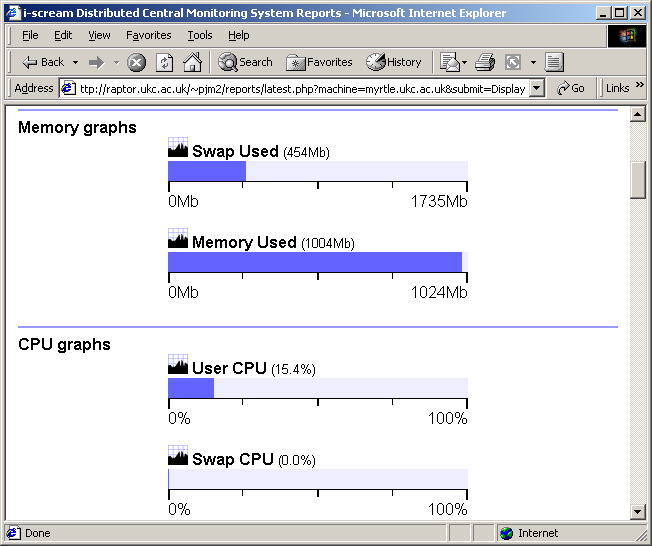 i-scream Distributed Central Monitoring System Reports - Microsoft Internet Explorer
File Edit View Favorites Tools Help
Back Search Favorites History
Address ttp://raptor.ukc.ac.uk/~pjm2/reports/latest.php?machine=myrtle.ukc.ac.uk&submit=Display Go Links »
Memory graphs
Swap Used (454Mb)
0Mb 1735Mb
Memory Used (1004Mb)
0Mb 1024Mb
CPU graphs
User CPU (15.4%)
0% 100%
Swap CPU (0.0%)
0% 100%
Done Internet